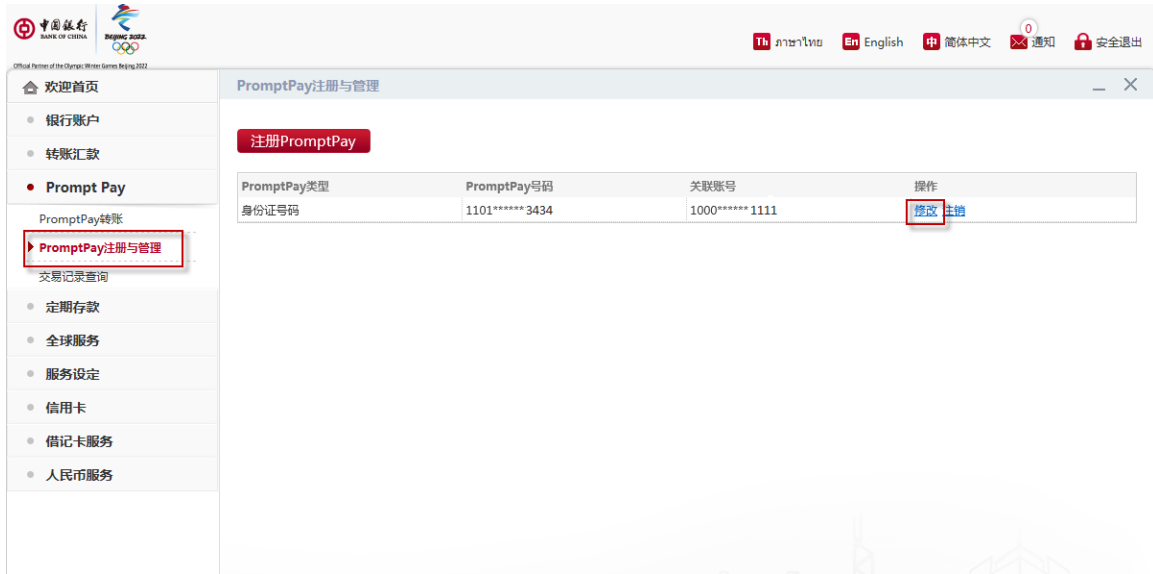 中国银行
BANK OF CHINA
BEIJING 2022
Official Partner of the Olympic Winter Games Beijing 2022
Th ภาษาไทย
En English
中 简体中文
0
通知
安全退出
欢迎首页
银行账户
转账汇款
Prompt Pay
PromptPay转账
PromptPay注册与管理
交易记录查询
定期存款
全球服务
服务设定
信用卡
借记卡服务
人民币服务
PromptPay注册与管理
注册PromptPay
PromptPay类型 PromptPay号码 关联账号 操作
身份证号码 1101******3434 1000******1111 修改 注销